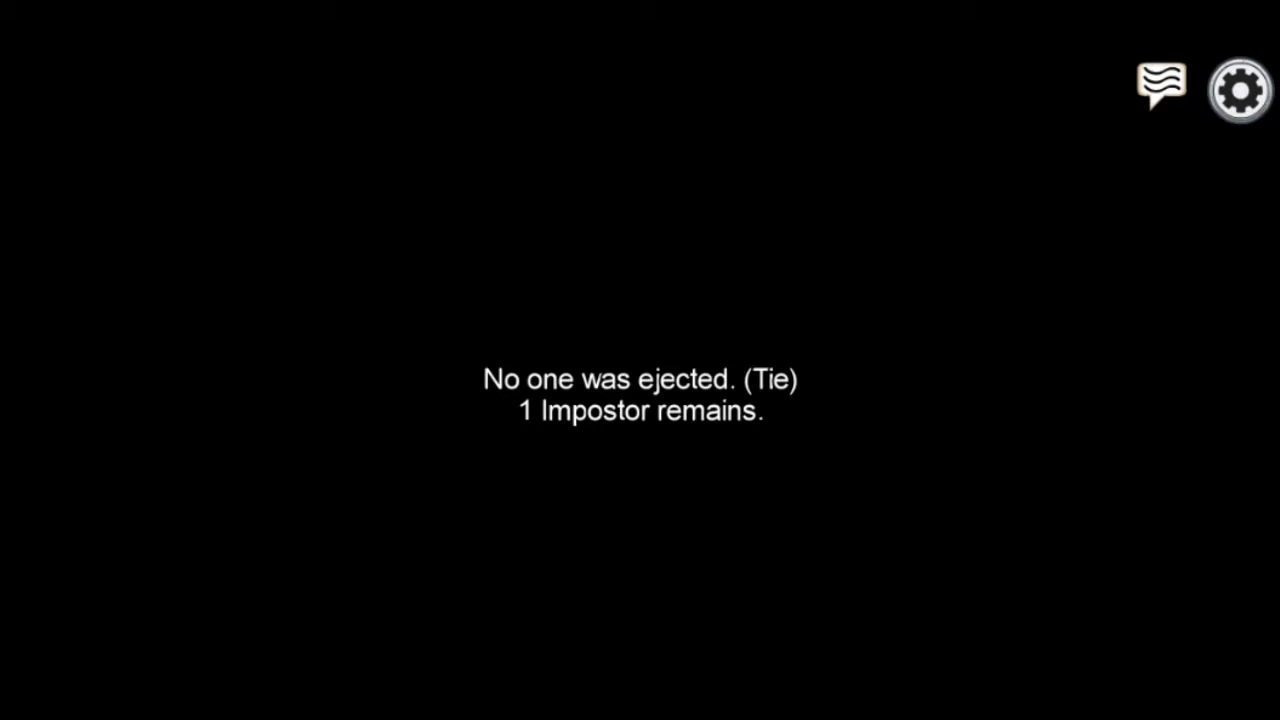 No one was ejected. (Tie)
1 Impostor remains.